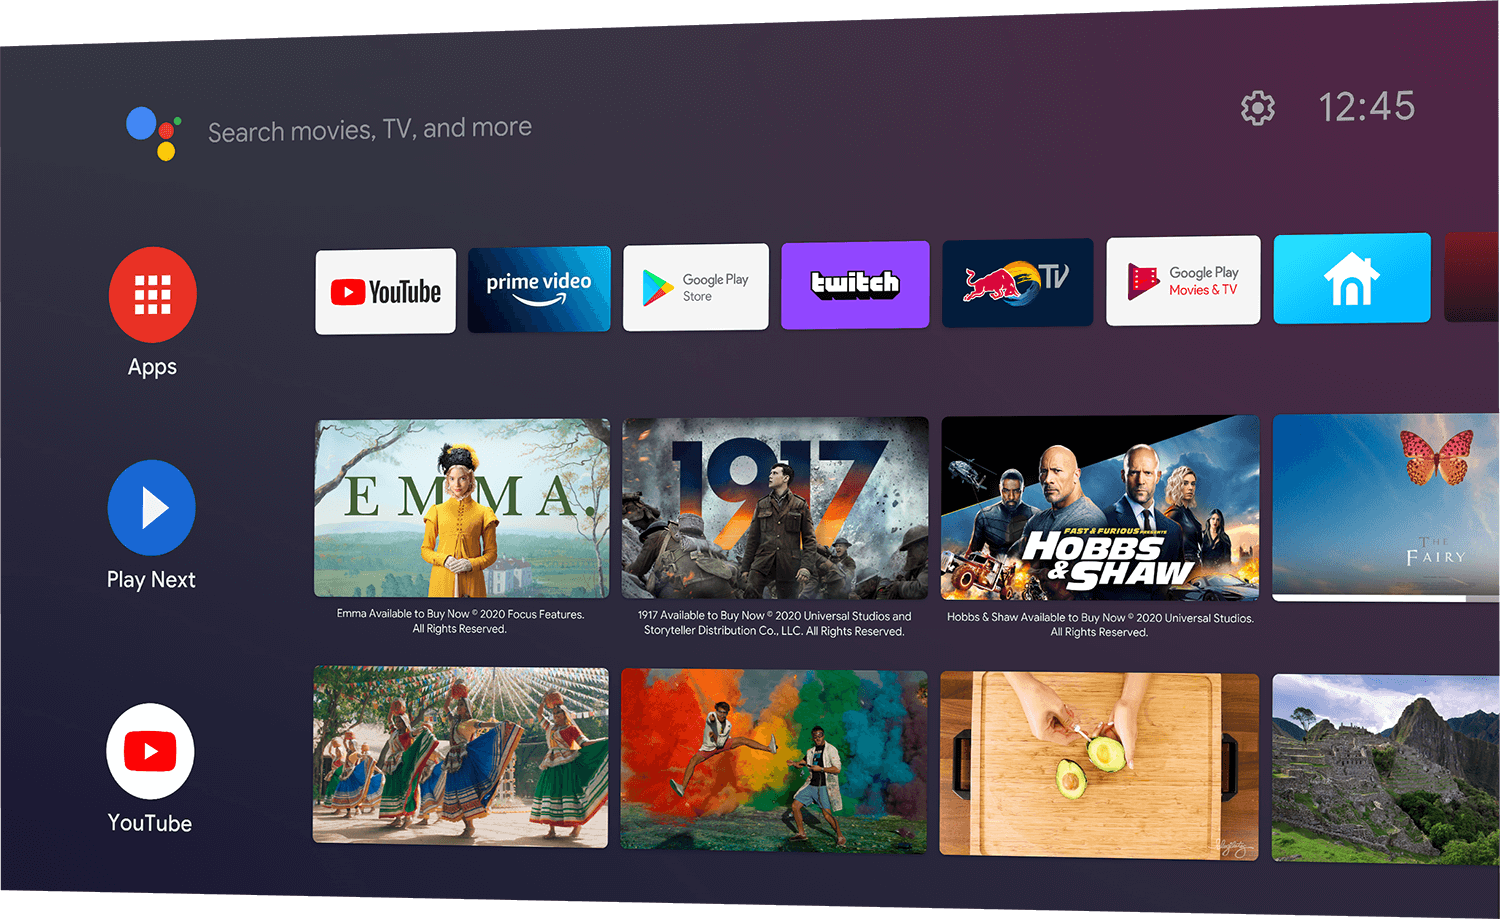 Search movies, TV, and more
12:45
Apps
YouTube
prime video
Google Play
Store
twitch
TV
Google Play
Movies & TV
Play Next
EMMA.
1917
FAST & FURIOUS PRESENTS
HOBBS
& SHAW
THE
FAIRY
Emma Available to Buy Now © 2020 Focus Features.
All Rights Reserved.
1917 Available to Buy Now © 2020 Universal Studios and
Storyteller Distribution Co., LLC. All Rights Reserved.
Hobbs & Shaw Available to Buy Now © 2020 Universal Studios.
All Rights Reserved.
YouTube